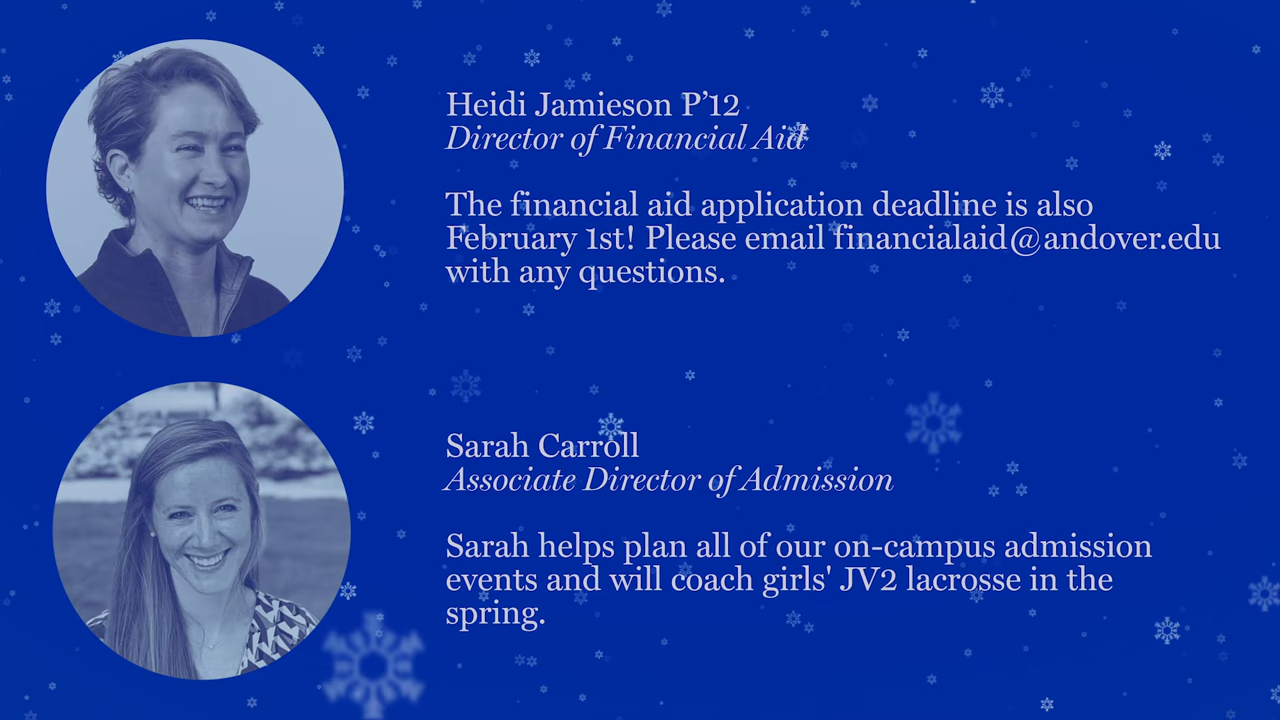 Heidi Jamieson P’12
Director of Financial Aid
The financial aid application deadline is also
February 1st! Please email financialaid@andover.edu
with any questions.
Sarah Carroll
Associate Director of Admission
Sarah helps plan all of our on-campus admission
events and will coach girls' JV2 lacrosse in the
spring.